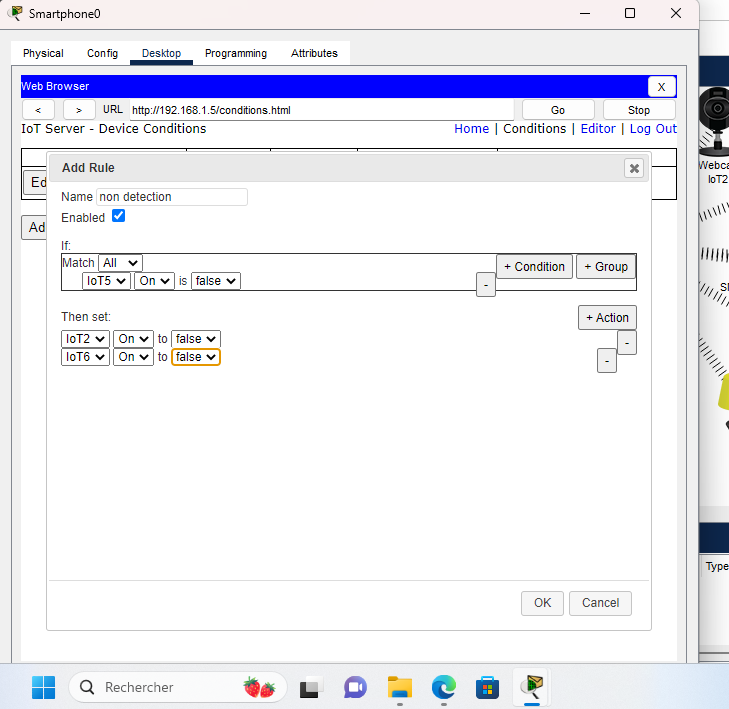 Smartphone0
Physical Config Desktop Programming Attributes
Web Browser X
< > URL http://192.168.1.5/conditions.html Go Stop
IoT Server - Device Conditions Home | Conditions | Editor | Log Out
Add Rule
Name non detection
Enabled
If:
Match All + Condition + Group
IoT5 On is false -
Then set: + Action
IoT2 On to false -
IoT6 On to false -
OK Cancel
Ed
Ad
Webca
IoT2
Type
Rechercher